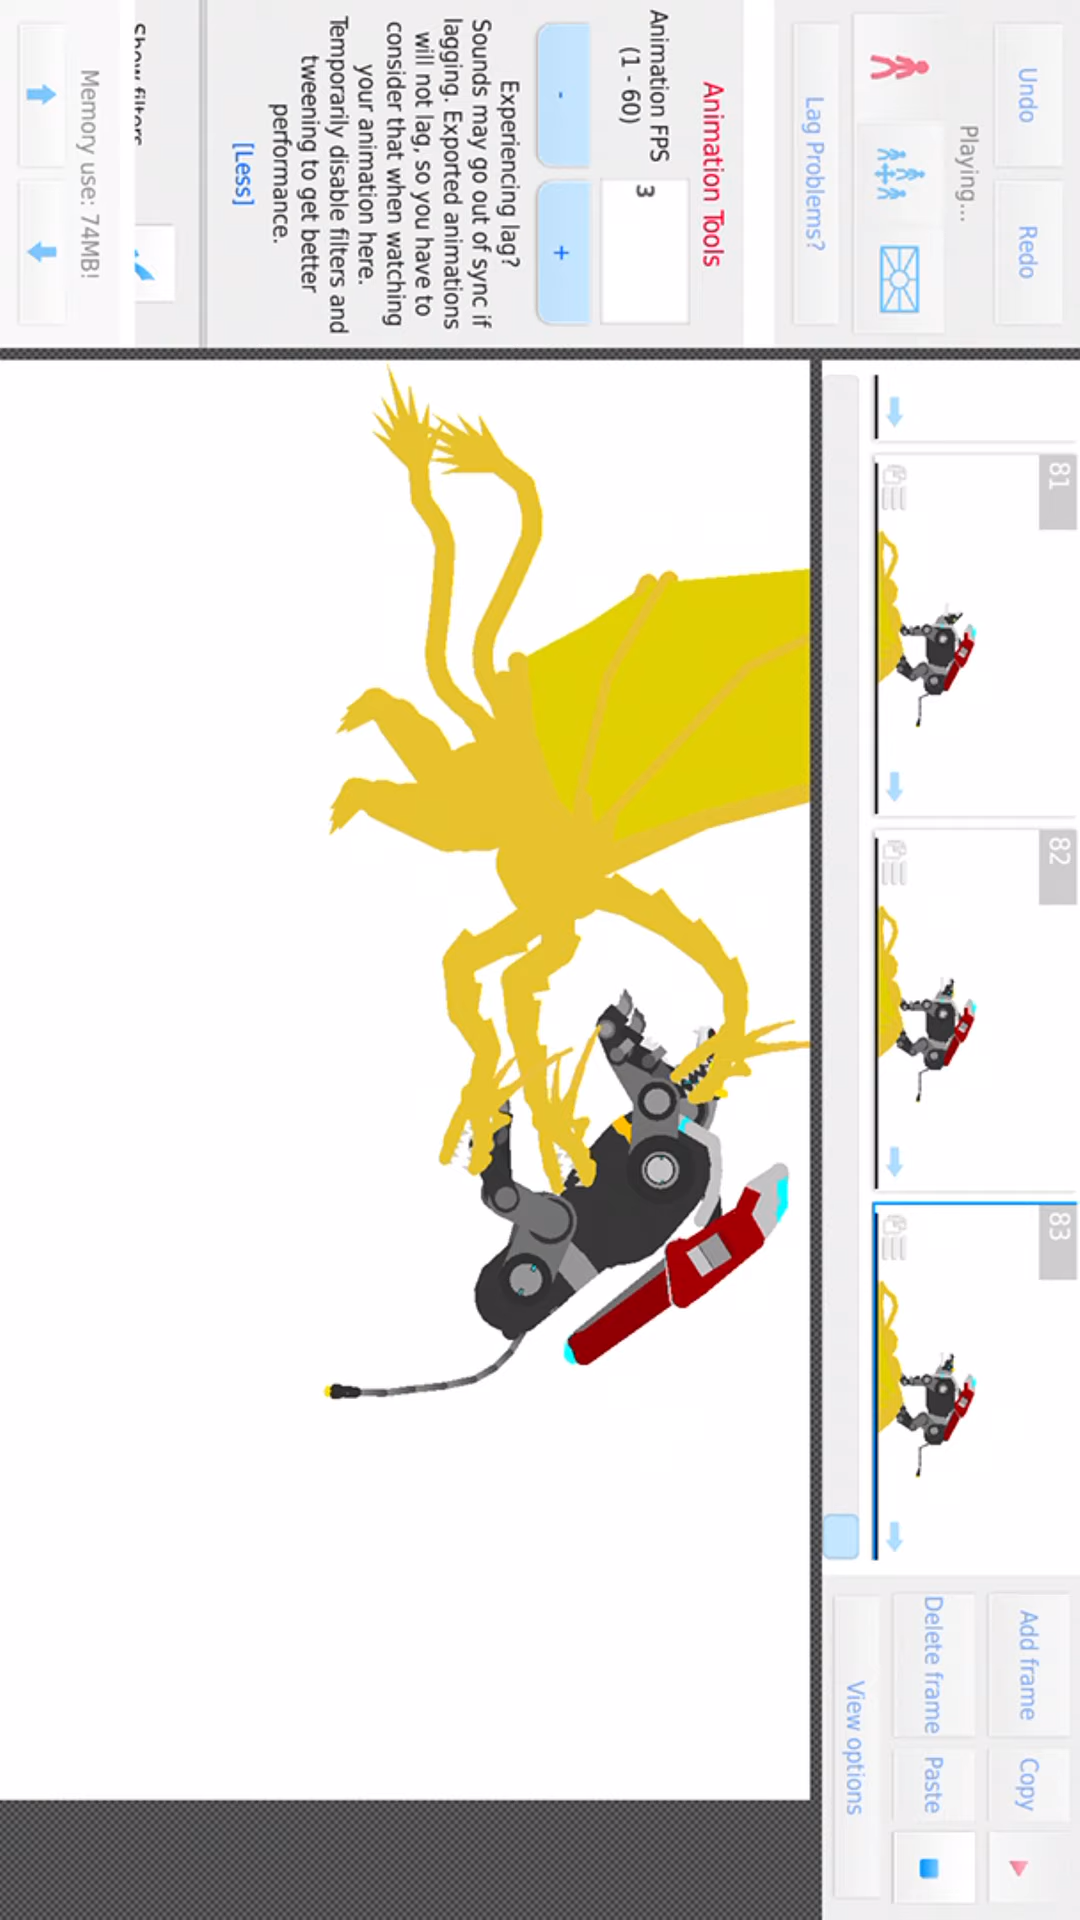 Undo
Redo
Playing...
Lag Problems?
Animation Tools
Animation FPS
(1 - 60)
3
-
+
Experiencing lag?
Sounds may go out of sync if
lagging. Exported animations
will not lag, so you have to
consider that when watching
your animation here.
Temporarily disable filters and
tweening to get better
performance.
[Less]
Show filters
Memory use: 74MB!
81
82
83
Add frame
Copy
Delete frame
Paste
View options